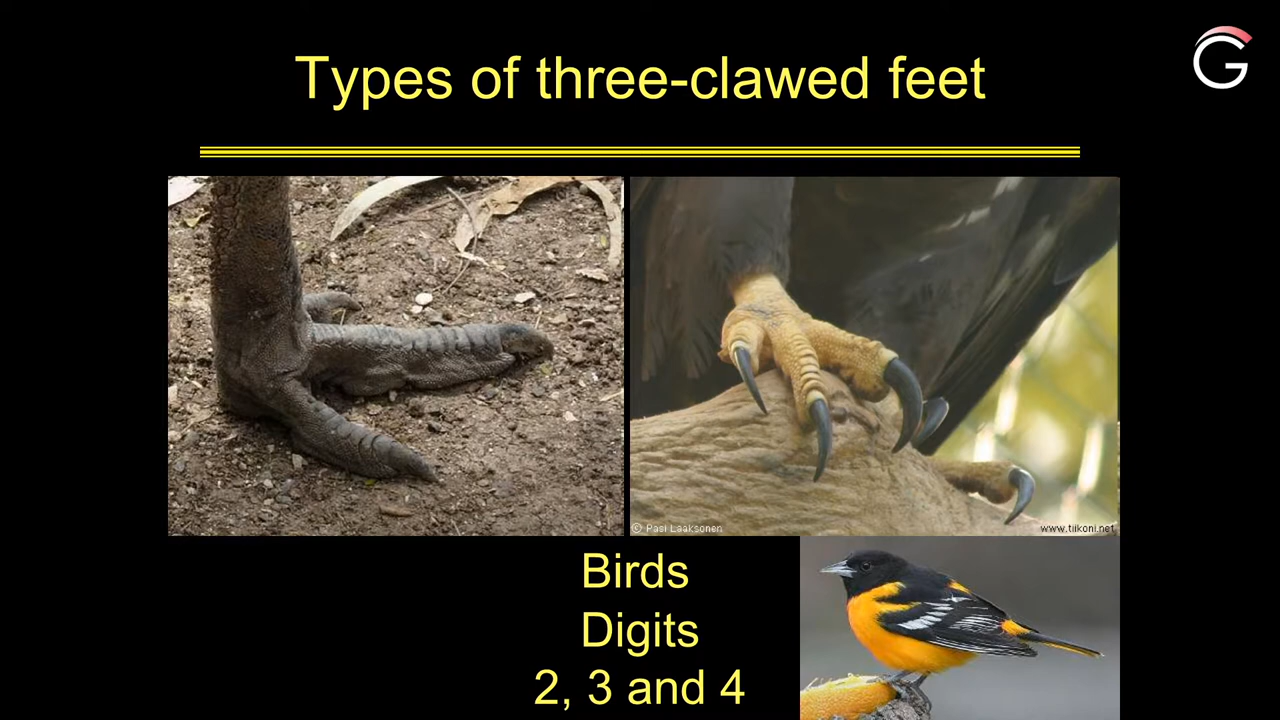 Types of three-clawed feet
© Pasi Laaksonen
www.tiikoni.net
Birds
Digits
2, 3 and 4